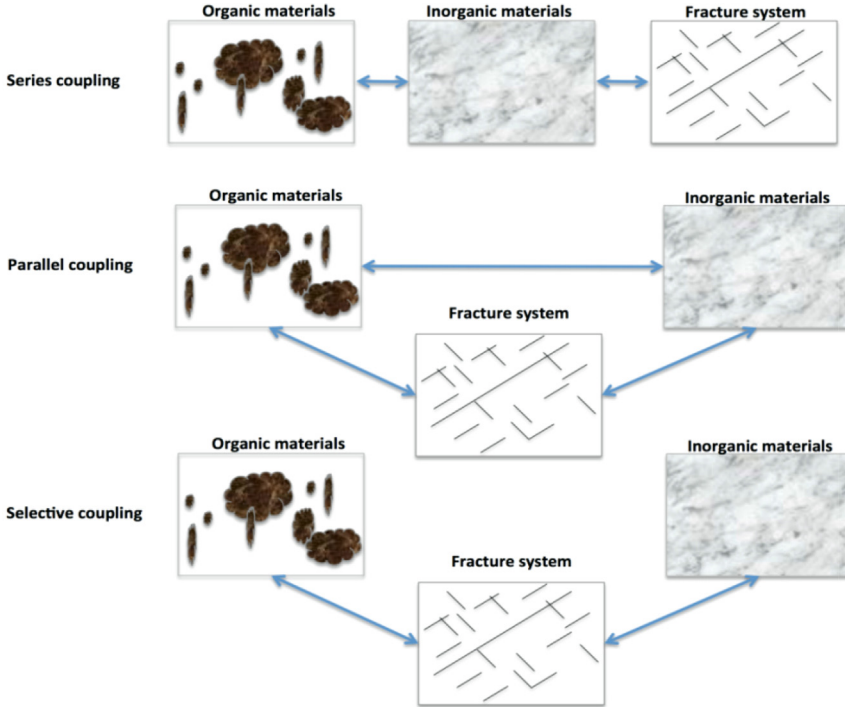 Organic materials
Inorganic materials
Fracture system
Series coupling
Organic materials
Inorganic materials
Parallel coupling
Fracture system
Organic materials
Inorganic materials
Selective coupling
Fracture system